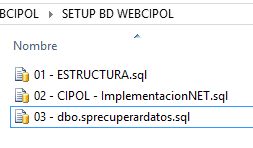 BCIPOL > SETUP BD WEBCIPOL
Nombre
01 - ESTRUCTURA.sql
02 - CIPOL - ImplementacionNET.sql
03 - dbo.sprecuperardatos.sql